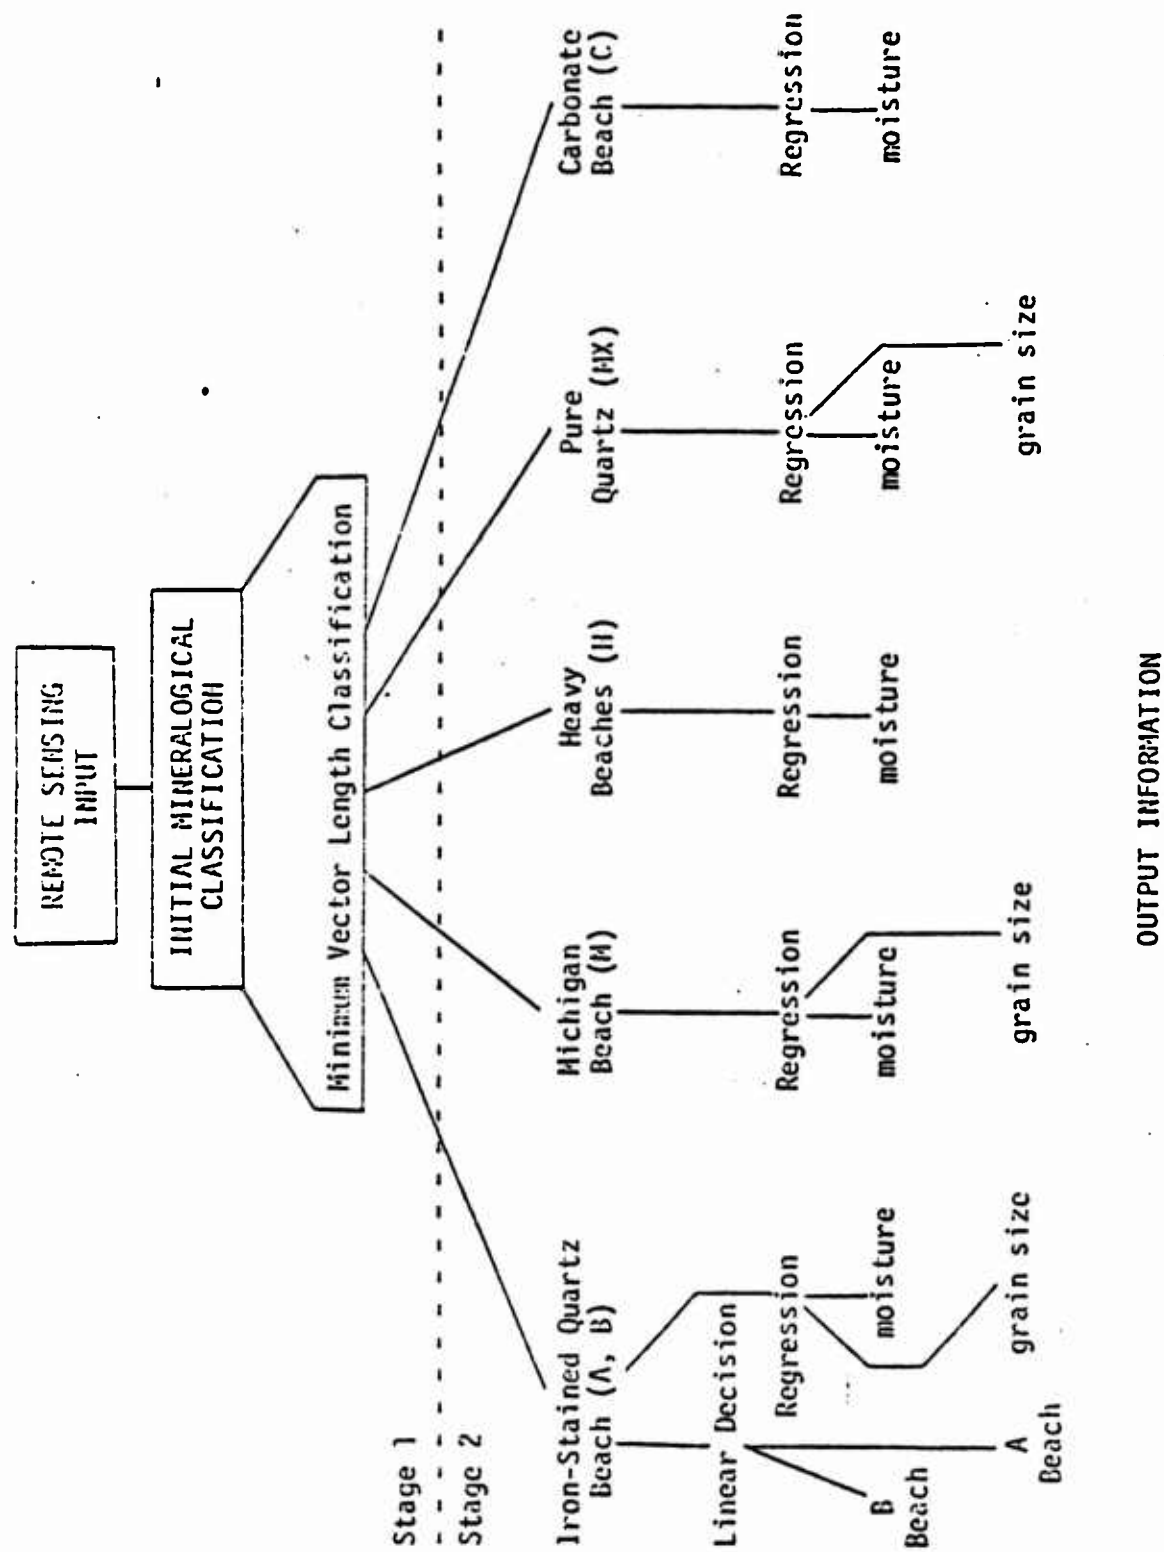 REMOTE SENSING
INPUT
INITIAL MINERALOGICAL
CLASSIFICATION
Minimum Vector Length Classification
Stage 1
Stage 2
Iron-Stained Quartz
Beach (A, B)
Michigan
Beach (M)
Heavy
Beaches (H)
Pure
Quartz (MX)
Carbonate
Beach (C)
Linear Decision
Regression
Regression
Regression
Regression
Regression
B
Beach
moisture
moisture
moisture
moisture
moisture
A
Beach
grain size
grain size
grain size
OUTPUT INFORMATION